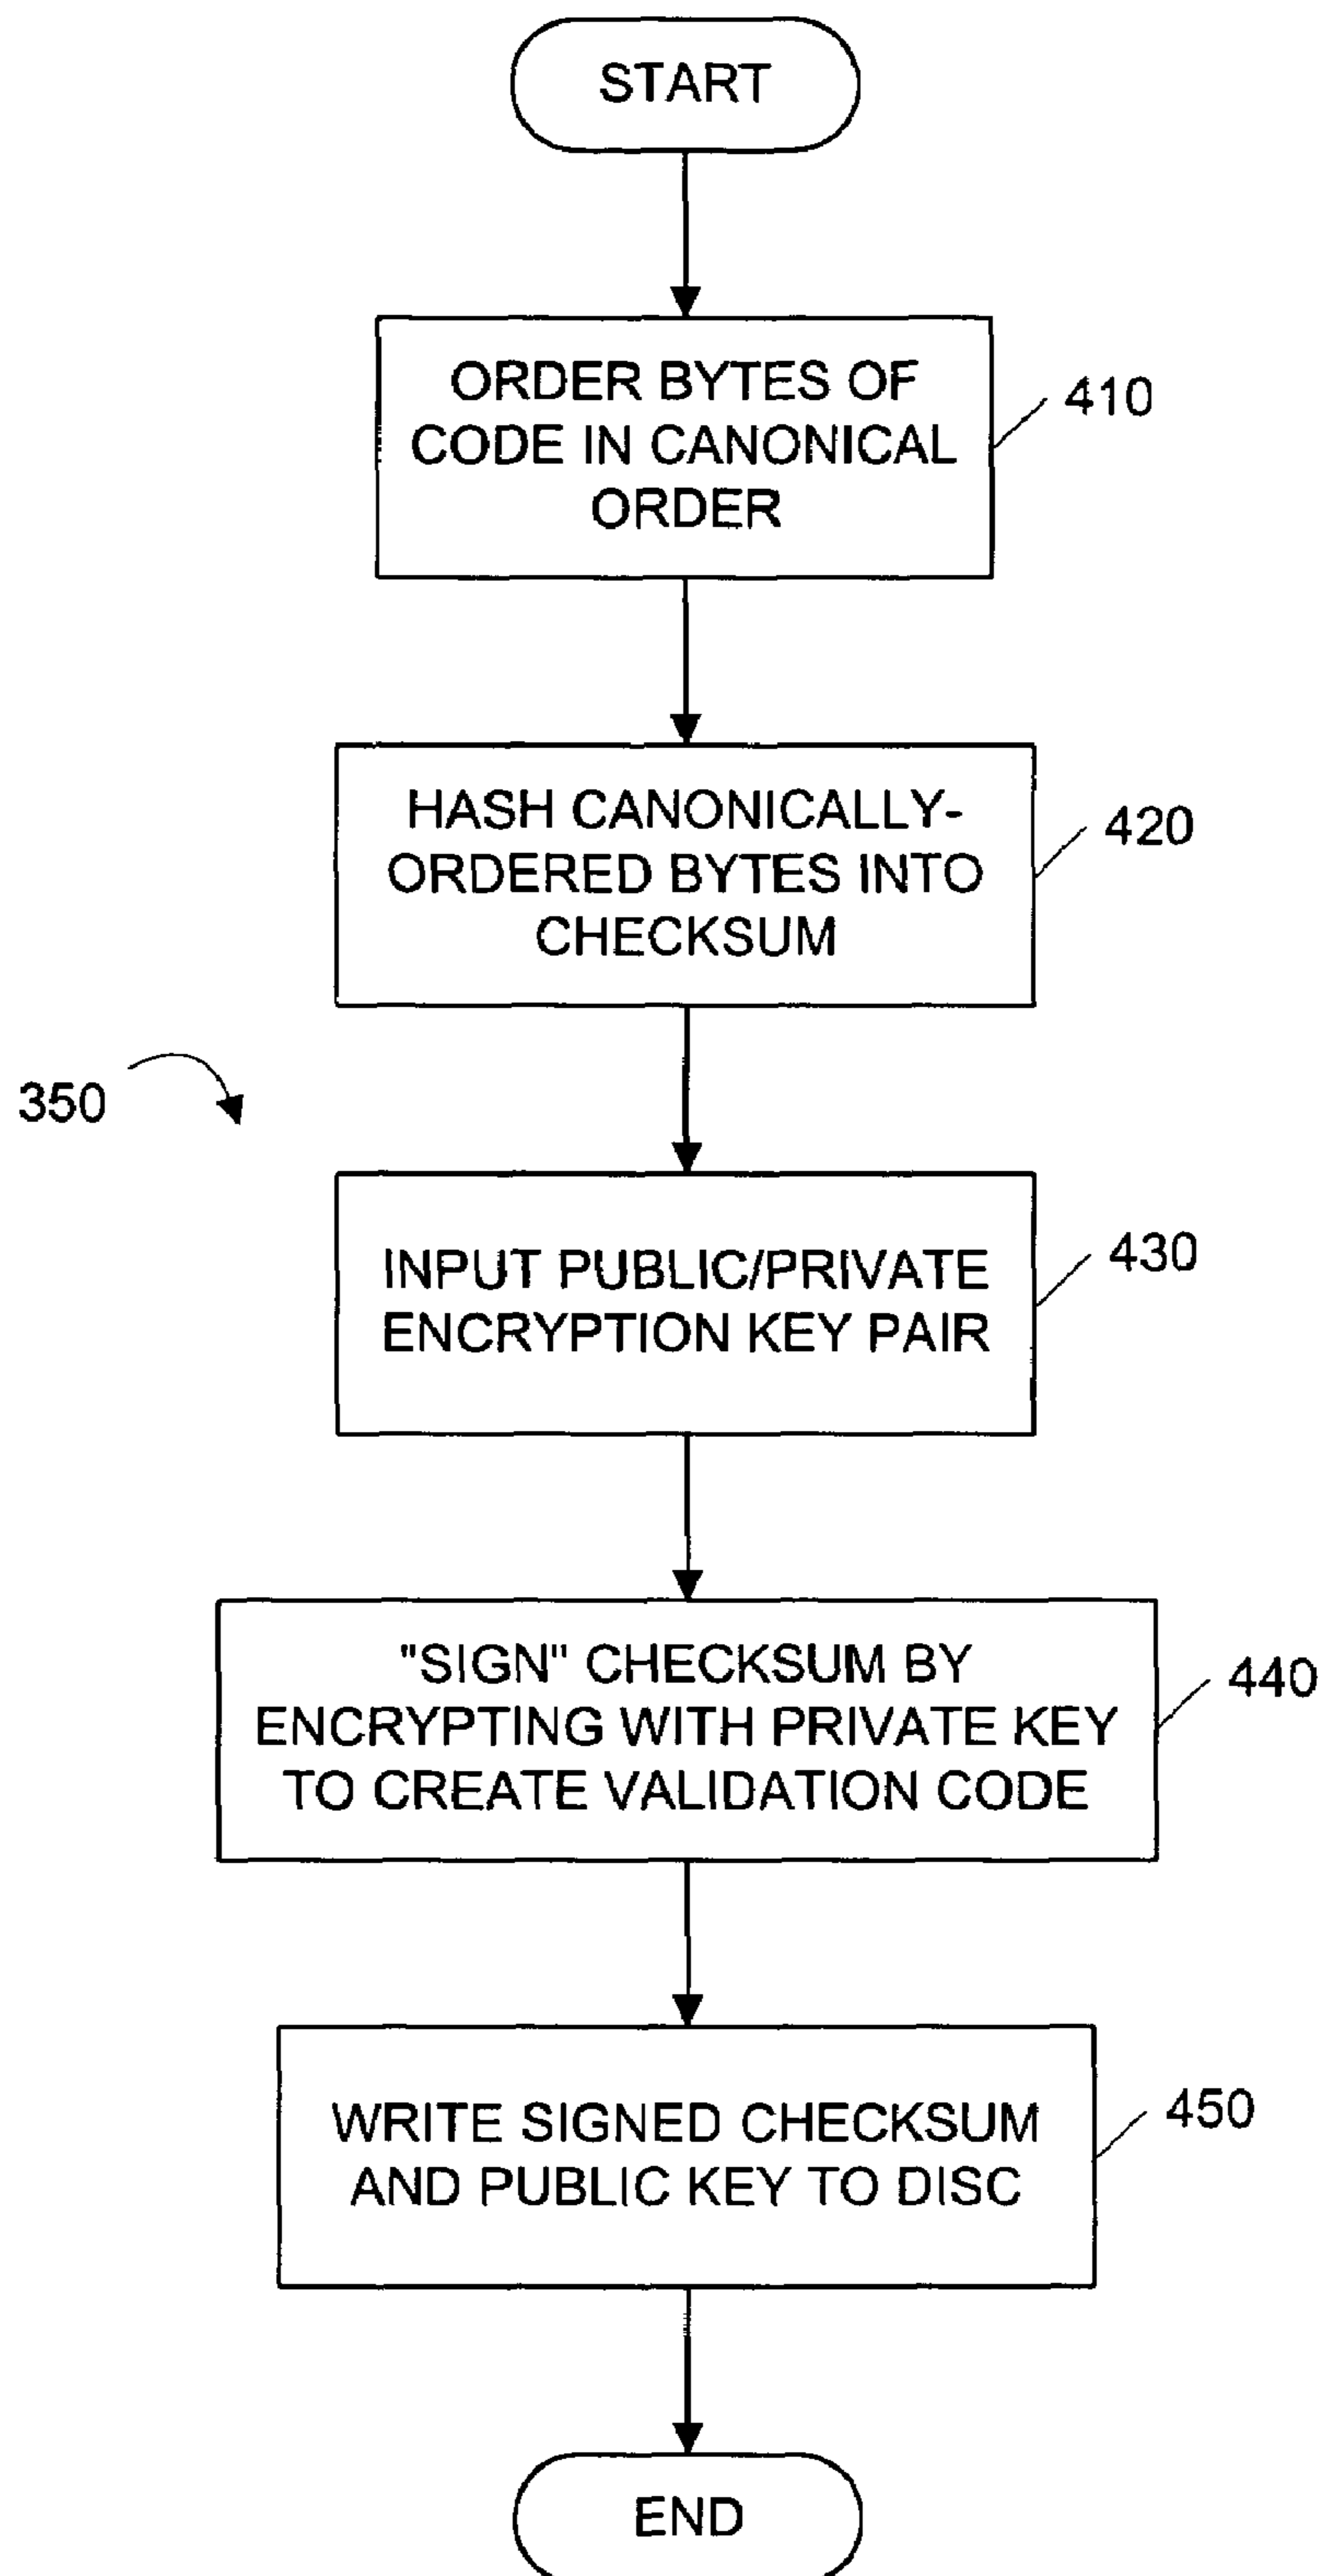 START
ORDER BYTES OF
CODE IN CANONICAL
ORDER
410
HASH CANONICALLY-
ORDERED BYTES INTO
CHECKSUM
420
350
INPUT PUBLIC/PRIVATE
ENCRYPTION KEY PAIR
430
"SIGN" CHECKSUM BY
ENCRYPTING WITH PRIVATE KEY
TO CREATE VALIDATION CODE
440
WRITE SIGNED CHECKSUM
AND PUBLIC KEY TO DISC
450
END